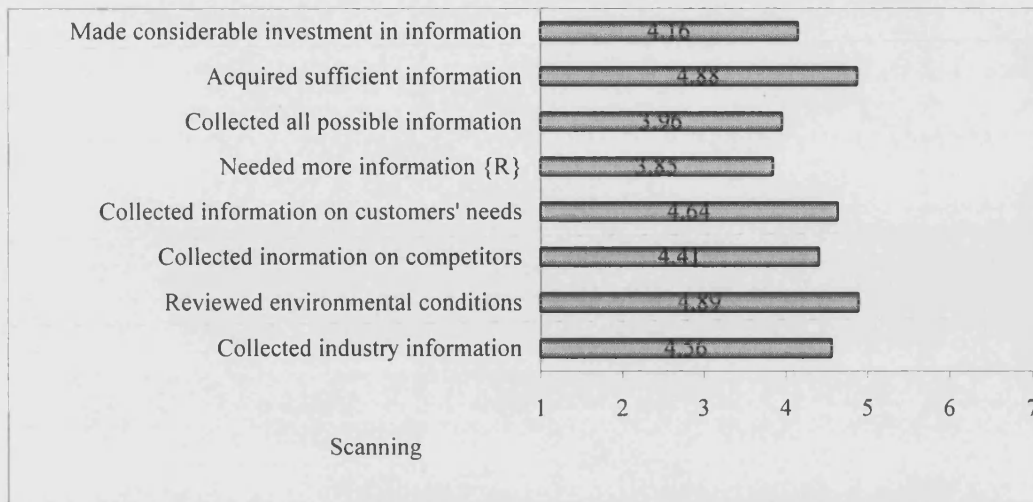 Made considerable investment in information 4.16
Acquired sufficient information 4.88
Collected all possible information 3.96
Needed more information {R} 3.85
Collected information on customers' needs 4.64
Collected inormation on competitors 4.41
Reviewed environmental conditions 4.89
Collected industry information 4.56
1 2 3 4 5 6 7
Scanning